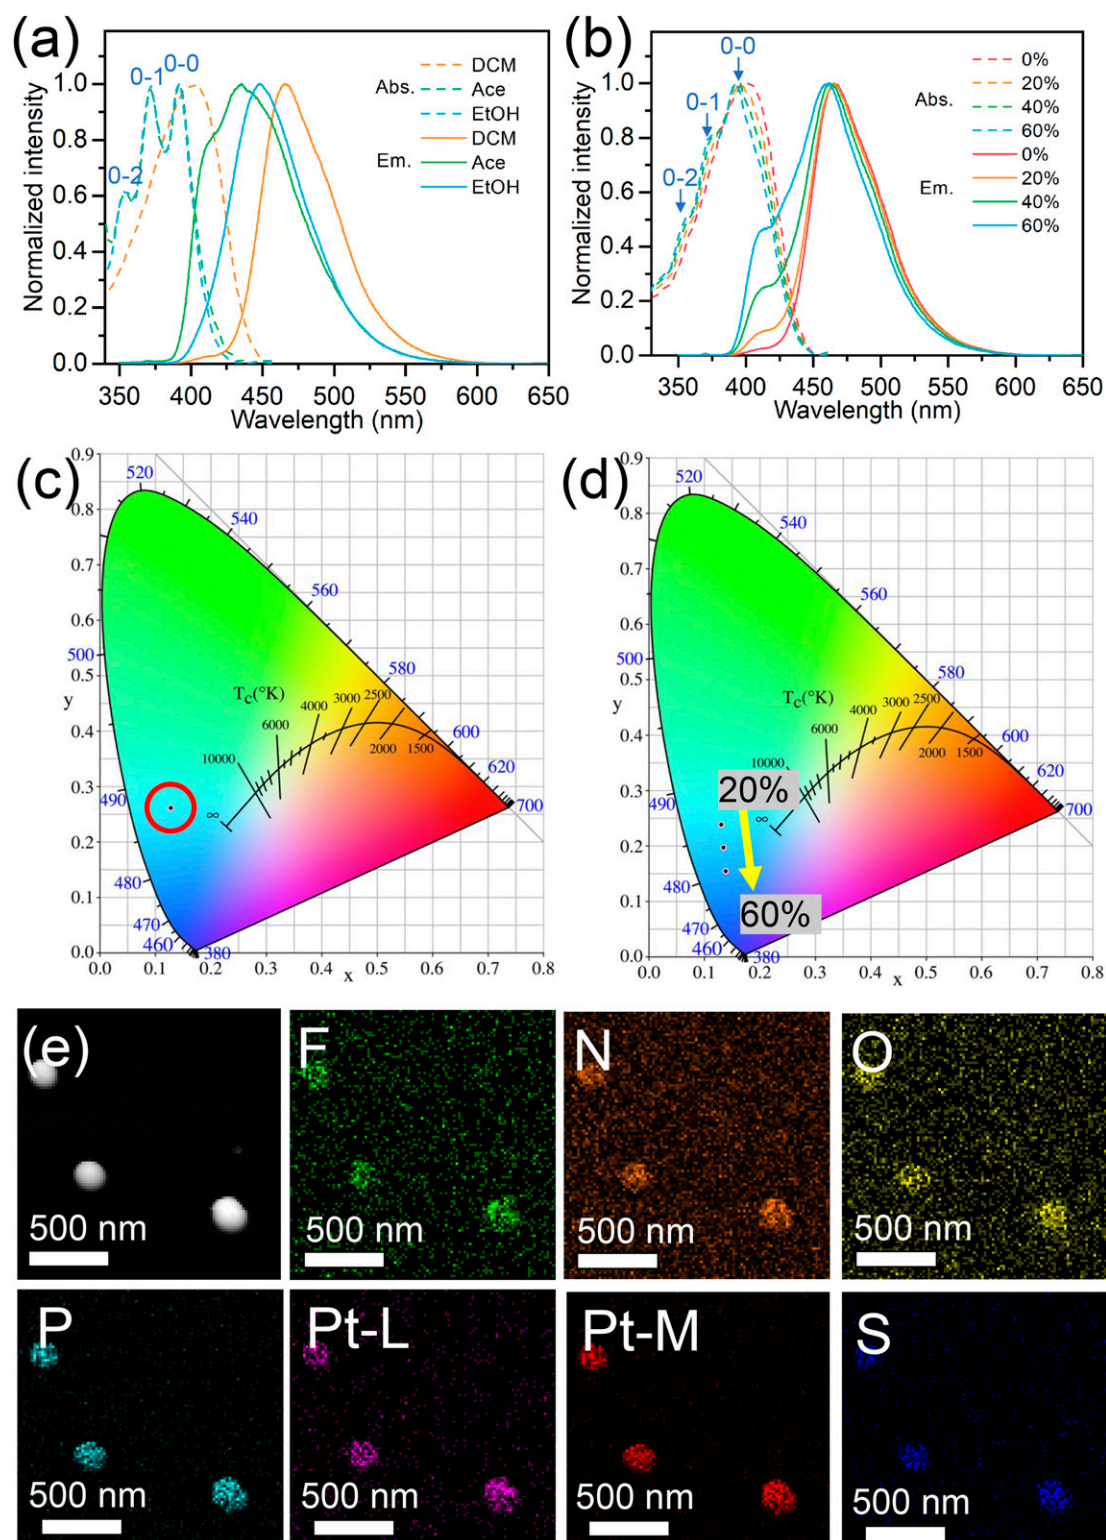 (a)
Normalized intensity
1.0
0.8
0.6
0.4
0.2
0.0
0-2
0-1
0-0
Abs.
DCM
Ace
EtOH
Em.
DCM
Ace
EtOH
350 400 450 500 550 600 650
Wavelength (nm)
(b)
Normalized intensity
1.0
0.8
0.6
0.4
0.2
0.0
0-2
0-1
0-0
Abs.
0%
20%
40%
60%
Em.
0%
20%
40%
60%
350 400 450 500 550 600 650
Wavelength (nm)
(c)
0.9
0.8
0.7
0.6
0.5
y
0.4
0.3
0.2
0.1
0.0
520
540
560
580
600
620
700
500
490
480
470
460
380
Tc(°K)
∞
10000
6000
4000
3000
2500
2000
1500
0.0 0.1 0.2 0.3 0.4 0.5 0.6 0.7 0.8
x
(d)
0.9
0.8
0.7
0.6
0.5
y
0.4
0.3
0.2
0.1
0.0
520
540
560
580
600
620
700
500
490
480
470
460
380
Tc(°K)
∞
10000
6000
4000
3000
2500
2000
1500
20%
60%
0.0 0.1 0.2 0.3 0.4 0.5 0.6 0.7 0.8
x
(e)
500 nm
F
500 nm
N
500 nm
O
500 nm
P
500 nm
Pt-L
500 nm
Pt-M
500 nm
S
500 nm